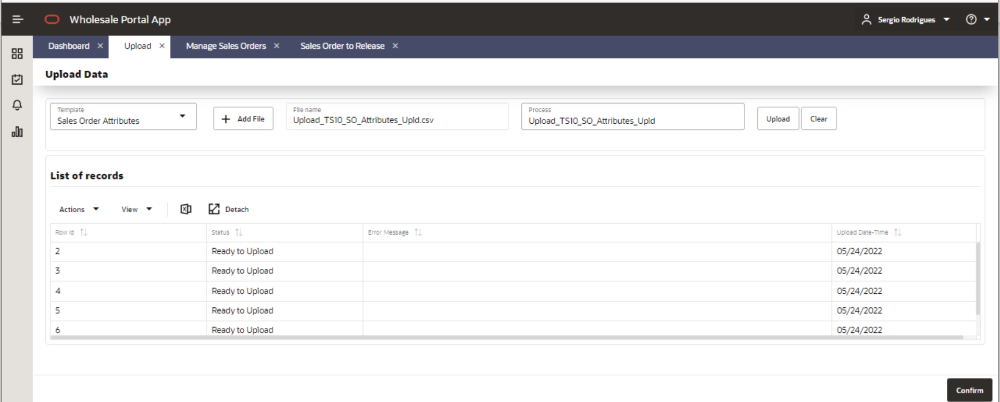 Wholesale Portal App
Sergio Rodrigues
Dashboard Upload Manage Sales Orders Sales Order to Release
Upload Data
Template
Sales Order Attributes
Add File
File name
Upload_TS10_SO_Attributes_Upld.csv
Process
Upload_TS10_SO_Attributes_Upld
Upload Clear
List of records
Actions View Detach
Row Id Status Error Message Upload Date-Time
2 Ready to Upload 05/24/2022
3 Ready to Upload 05/24/2022
4 Ready to Upload 05/24/2022
5 Ready to Upload 05/24/2022
6 Ready to Upload 05/24/2022
Confirm